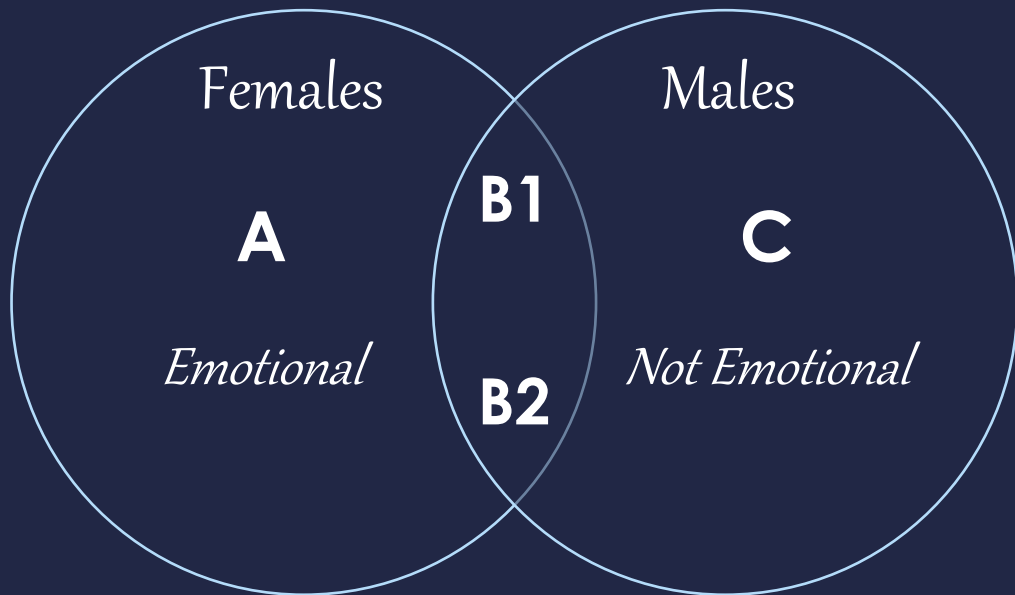 Females
Males
B1
A
C
Emotional
Not Emotional
B2